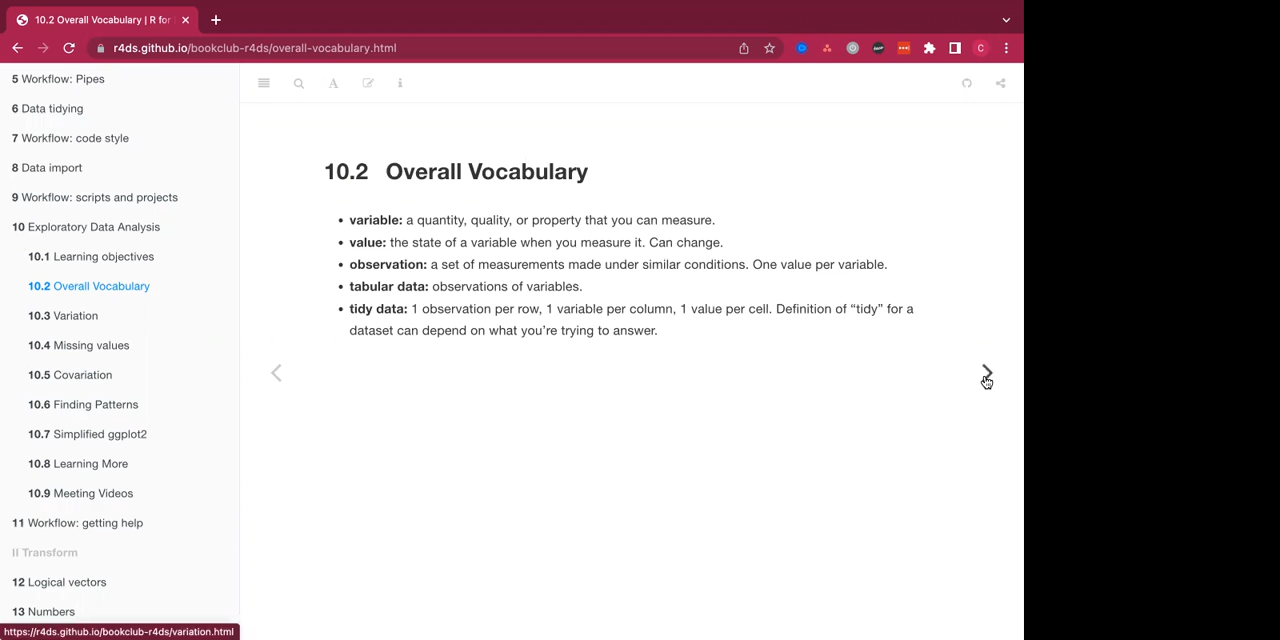 10.2 Overall Vocabulary | R for
r4ds.github.io/bookclub-r4ds/overall-vocabulary.html
C
5 Workflow: Pipes
6 Data tidying
7 Workflow: code style
8 Data import
9 Workflow: scripts and projects
10 Exploratory Data Analysis
10.1 Learning objectives
10.2 Overall Vocabulary
10.3 Variation
10.4 Missing values
10.5 Covariation
10.6 Finding Patterns
10.7 Simplified ggplot2
10.8 Learning More
10.9 Meeting Videos
11 Workflow: getting help
II Transform
12 Logical vectors
13 Numbers
https://r4ds.github.io/bookclub-r4ds/variation.html
A
10.2 Overall Vocabulary
• variable: a quantity, quality, or property that you can measure.
• value: the state of a variable when you measure it. Can change.
• observation: a set of measurements made under similar conditions. One value per variable.
• tabular data: observations of variables.
• tidy data: 1 observation per row, 1 variable per column, 1 value per cell. Definition of “tidy” for a
dataset can depend on what you’re trying to answer.